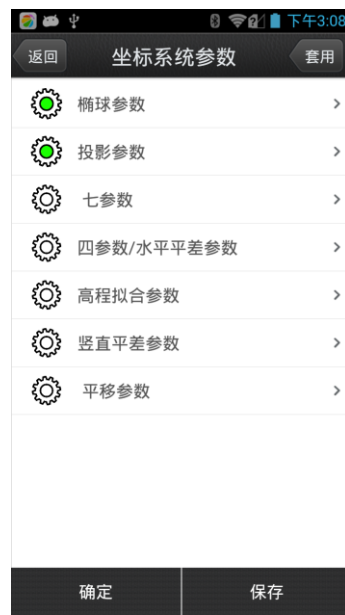 下午3:08
返回 坐标系统参数 套用
椭球参数
投影参数
七参数
四参数/水平平差参数
高程拟合参数
竖直平差参数
平移参数
确定 保存